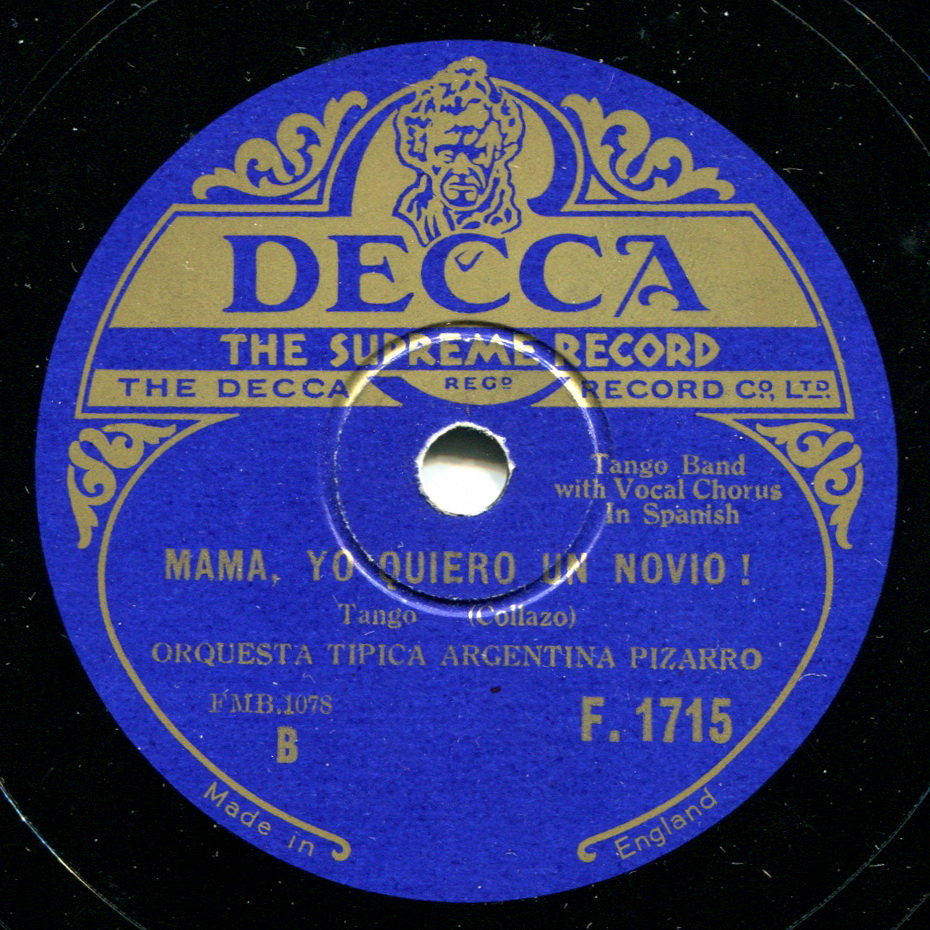 DECCA
THE SUPREME RECORD
THE DECCA REGD RECORD CO., LTD.
Tango Band
with Vocal Chorus
In Spanish
MAMA, YO QUIERO UN NOVIO!
Tango (Collazo)
ORQUESTA TIPICA ARGENTINA PIZARRO
FMB.1078
F. 1715
B
Made in England